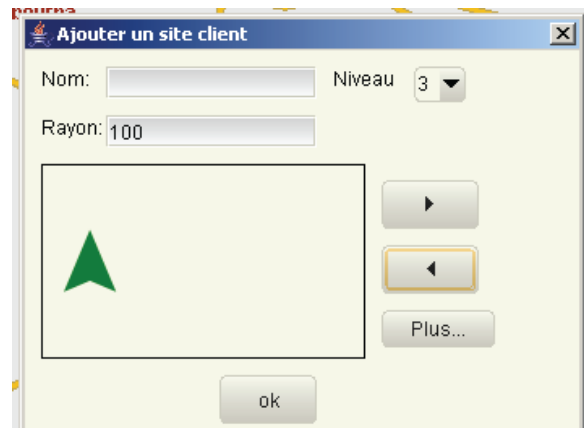 Ajouter un site client
Nom:
Niveau 3
Rayon: 100
Plus...
ok